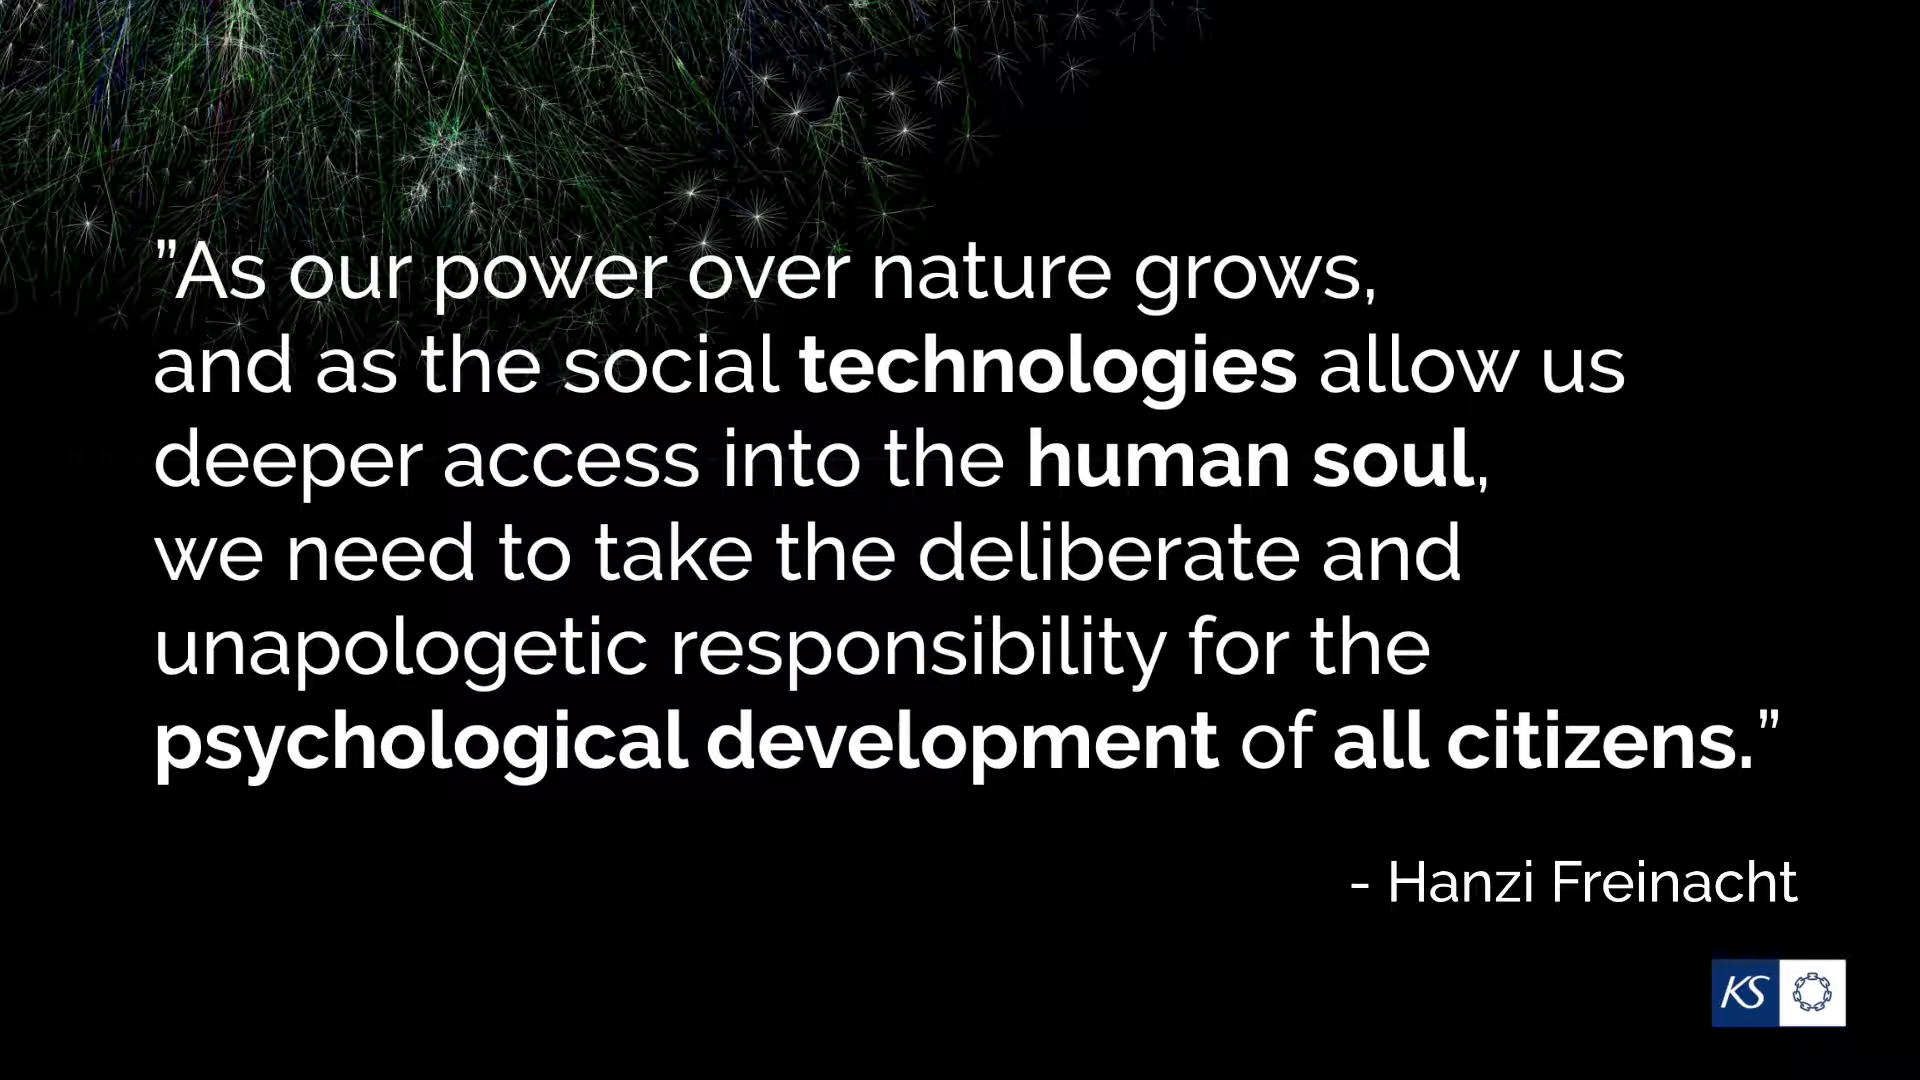 ”As our power over nature grows,
and as the social technologies allow us
deeper access into the human soul,
we need to take the deliberate and
unapologetic responsibility for the
psychological development of all citizens.”
- Hanzi Freinacht
KS